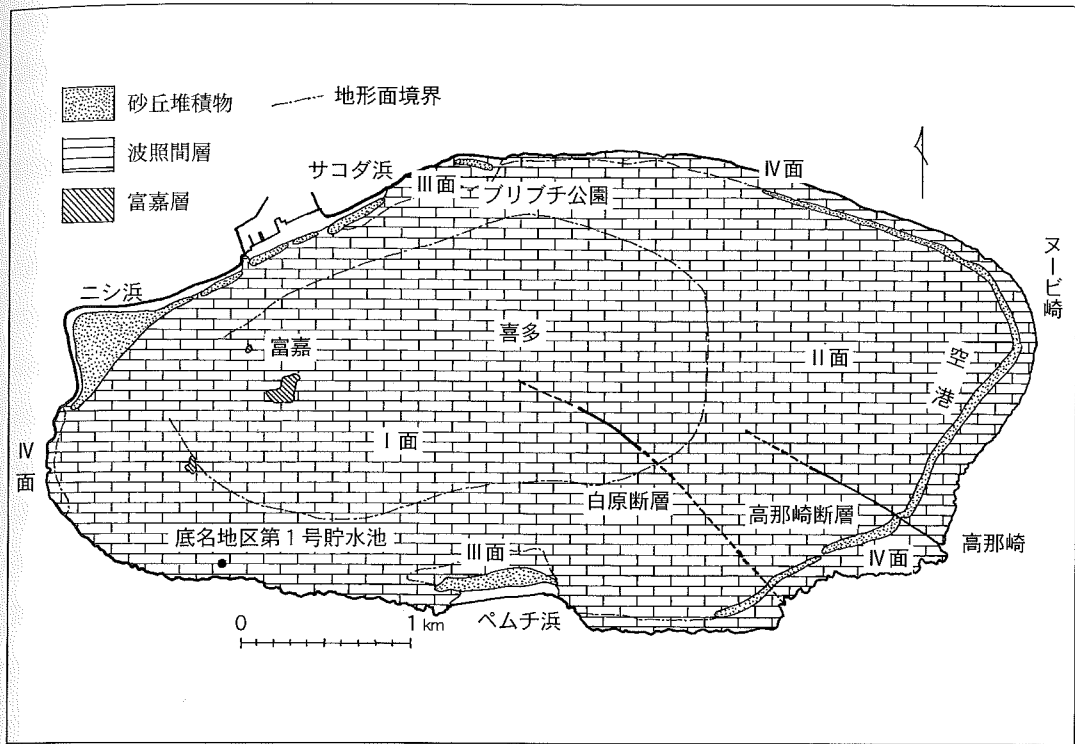 砂丘堆積物
地形面境界
波照間層
富嘉層
サコダ浜
III面
ブリブチ公園
IV面
ヌービ崎
ニシ浜
富嘉
喜多
II面
空港
I面
IV面
白原断層
高那崎断層
底名地区第1号貯水池
III面
IV面
高那崎
ペムチ浜
0 1km